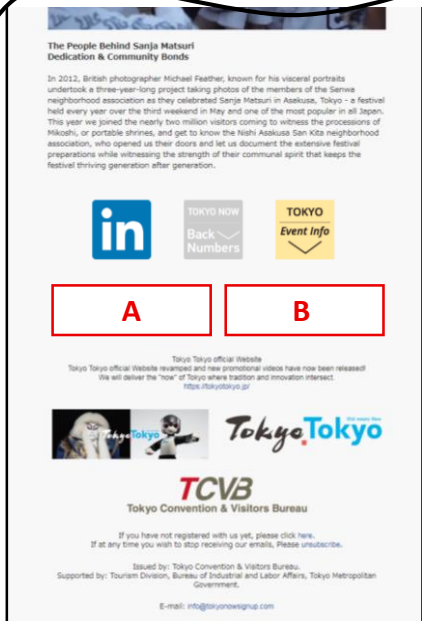 The People Behind Sanja Matsuri
Dedication & Community Bonds
In 2012, British photographer Michael Feather, known for his visceral portraits
undertook a three-year-long project taking photos of the members of the Senwa
neighborhood association as they celebrated Sanja Matsuri in Asakusa, Tokyo - a festival
held every year over the third weekend in May and one of the most popular in all Japan.
This year we joined the nearly two million visitors coming to witness the processions of
Mikoshi, or portable shrines, and get to know the Nishi Asakusa San Kita neighborhood
association, who opened us their doors and let us document the extensive festival
preparations while witnessing the strength of their communal spirit that keeps the
festival thriving generation after generation.
in
TOKYO NOW
Back
Numbers
TOKYO
Event Info
A
B
Tokyo Tokyo official Website
Tokyo Tokyo official Website revamped and new promotional videos have now been released!
We will deliver the "now" of Tokyo where tradition and innovation intersect.
https://tokyotokyo.jp/
Tokyo Tokyo
Tokyo Tokyo
Old meets New
TCVB
Tokyo Convention & Visitors Bureau
If you have not registered with us yet, please click here.
If at any time you wish to stop receiving our emails, Please unsubscribe.
Issued by: Tokyo Convention & Visitors Bureau.
Supported by: Tourism Division, Bureau of Industrial and Labor Affairs, Tokyo Metropolitan
Government.
E-mail: info@tokyonowsignup.com